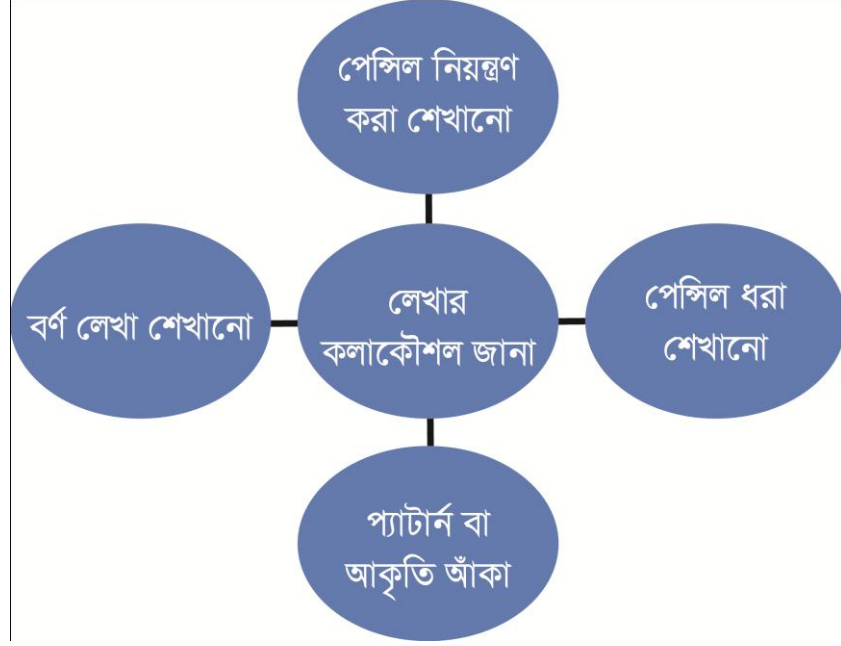 পেন্সিল নিয়ন্ত্রণ
করা শেখানো
বর্ণ লেখা শেখানো
লেখার
কলাকৌশল জানা
পেন্সিল ধরা
শেখানো
প্যাটার্ন বা
আকৃতি আঁকা